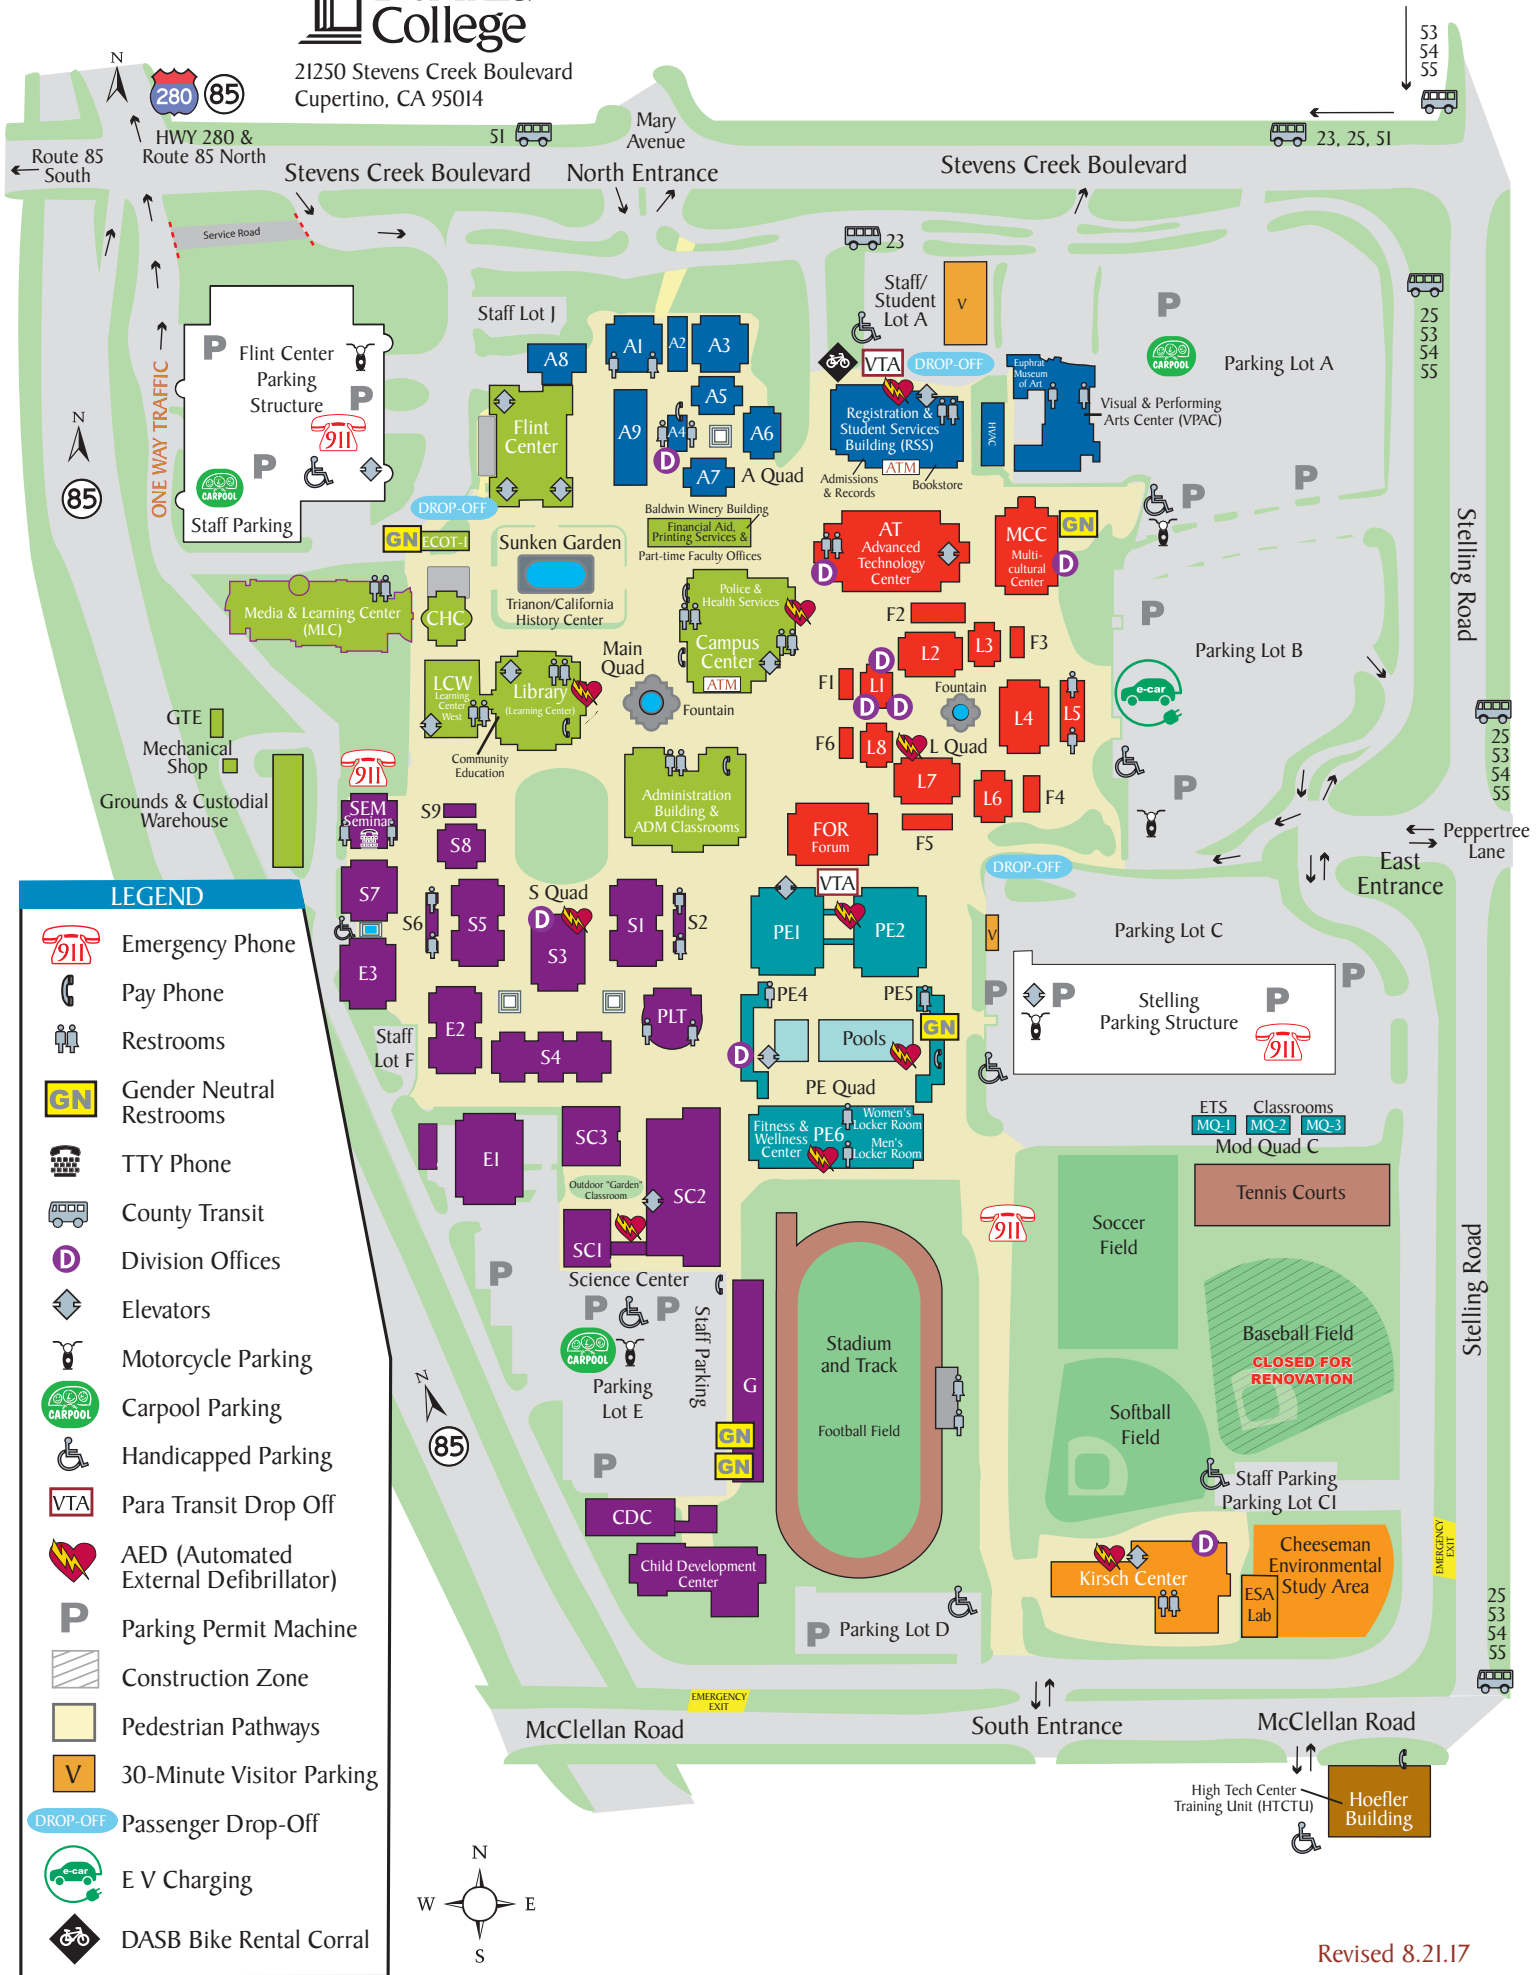 College
21250 Stevens Creek Boulevard
Cupertino, CA 95014
N
280
85
HWY 280 &
Route 85 North
Route 85
South
51
Mary
Avenue
53
54
55
23, 25, 51
Stevens Creek Boulevard
North Entrance
Stevens Creek Boulevard
Service Road
23
ONE WAY TRAFFIC
N
85
P
Flint Center
Parking
Structure
P
911
P
CARPOOL
Staff Parking
Staff Lot J
A8
A1
A2
A3
A5
A9
A4
A6
D
A7
A Quad
Flint
Center
DROP-OFF
GN
ECOT-1
Staff/
Student
Lot A
V
VTA
DROP-OFF
Registration &
Student Services
Building (RSS)
ATM
Admissions
& Records
Bookstore
HVAC
Euphrat
Museum
of Art
Visual & Performing
Arts Center (VPAC)
P
CARPOOL
Parking Lot A
25
53
54
55
P
P
Baldwin Winery Building
Financial Aid,
Printing Services &
Part-time Faculty Offices
Sunken Garden
Trianon/California
History Center
Media & Learning Center
(MLC)
CHC
Police &
Health Services
Campus
Center
ATM
AT
Advanced
Technology
Center
D
MCC
Multi-
cultural
Center
GN
D
F2
L2
L3
F3
D
F1
L1
D
D
Fountain
L4
L5
F6
L8
L Quad
L7
L6
F4
F5
FOR
Forum
P
Parking Lot B
e-car
P
Stelling Road
25
53
54
55
Peppertree
Lane
East
Entrance
Main
Quad
Fountain
LCW
Learning
Center
West
Library
(Learning Center)
Community
Education
GTE
Mechanical
Shop
Grounds & Custodial
Warehouse
911
SEM
Seminar
S9
S8
Administration
Building &
ADM Classrooms
S7
S6
S5
S Quad
D
S3
S1
S2
E3
E2
Staff
Lot F
S4
PLT
VTA
PE1
PE2
PE4
PE5
GN
Pools
D
PE Quad
Fitness &
Wellness
Center
PE6
Women's
Locker Room
Men's
Locker Room
DROP-OFF
V
Parking Lot C
P
P
P
P
Stelling
Parking Structure
911
ETS
Classrooms
MQ-1
MQ-2
MQ-3
Mod Quad C
Tennis Courts
E1
SC3
Outdoor "Garden"
Classroom
SC2
SC1
Science Center
P
P
P
CARPOOL
Parking
Lot E
Staff Parking
P
G
GN
GN
Stadium
and Track
Football Field
911
Soccer
Field
Baseball Field
CLOSED FOR
RENOVATION
Softball
Field
Stelling Road
Staff Parking
Parking Lot C1
N
85
CDC
Child Development
Center
P
Parking Lot D
Kirsch Center
D
ESA
Lab
Cheeseman
Environmental
Study Area
EMERGENCY
EXIT
25
53
54
55
EMERGENCY
EXIT
McClellan Road
South Entrance
McClellan Road
High Tech Center
Training Unit (HTCTU)
Hoefler
Building
LEGEND
911
Emergency Phone
Pay Phone
Restrooms
GN
Gender Neutral
Restrooms
TTY Phone
County Transit
D
Division Offices
Elevators
Motorcycle Parking
CARPOOL
Carpool Parking
Handicapped Parking
VTA
Para Transit Drop Off
AED (Automated
External Defibrillator)
P
Parking Permit Machine
Construction Zone
Pedestrian Pathways
V
30-Minute Visitor Parking
DROP-OFF
Passenger Drop-Off
e-car
E V Charging
DASB Bike Rental Corral
N
W
E
S
Revised 8.21.17